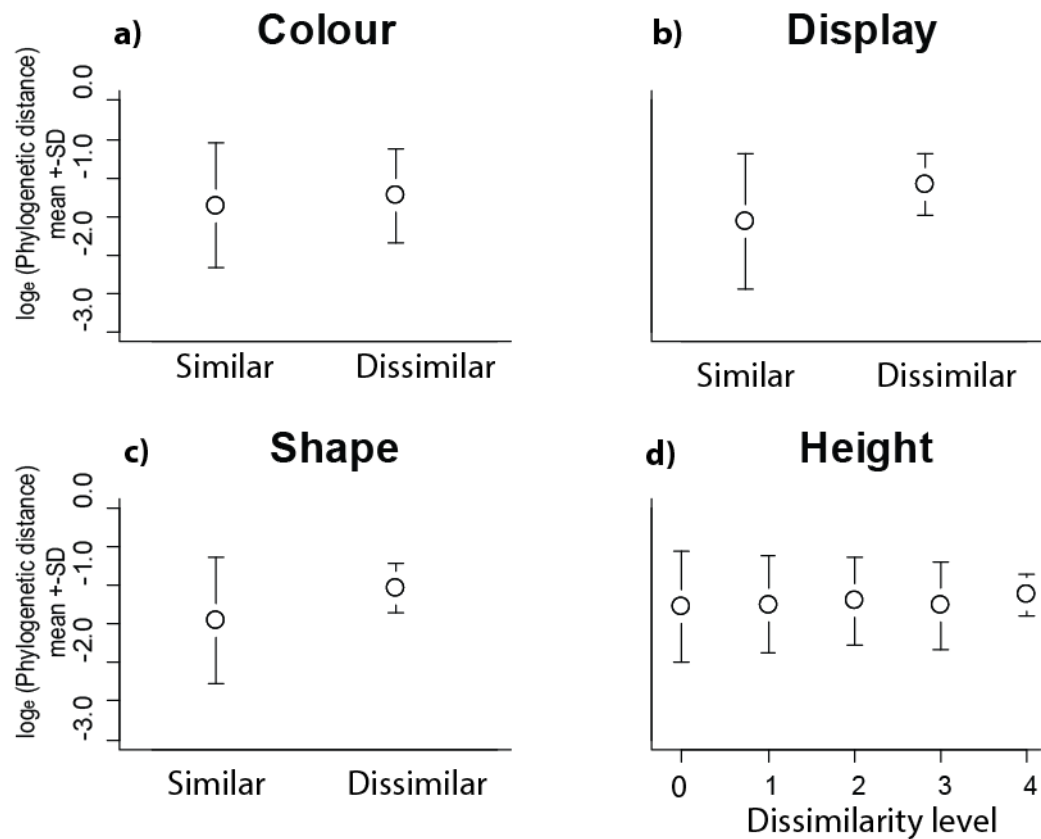 a) Colour
b) Display
logₑ (Phylogenetic distance)
mean +-SD
0.0
-1.0
-2.0
-3.0
Similar
Dissimilar
Similar
Dissimilar
c) Shape
d) Height
logₑ (Phylogenetic distance)
mean +-SD
0.0
-1.0
-2.0
-3.0
Similar
Dissimilar
0 1 2 3 4
Dissimilarity level